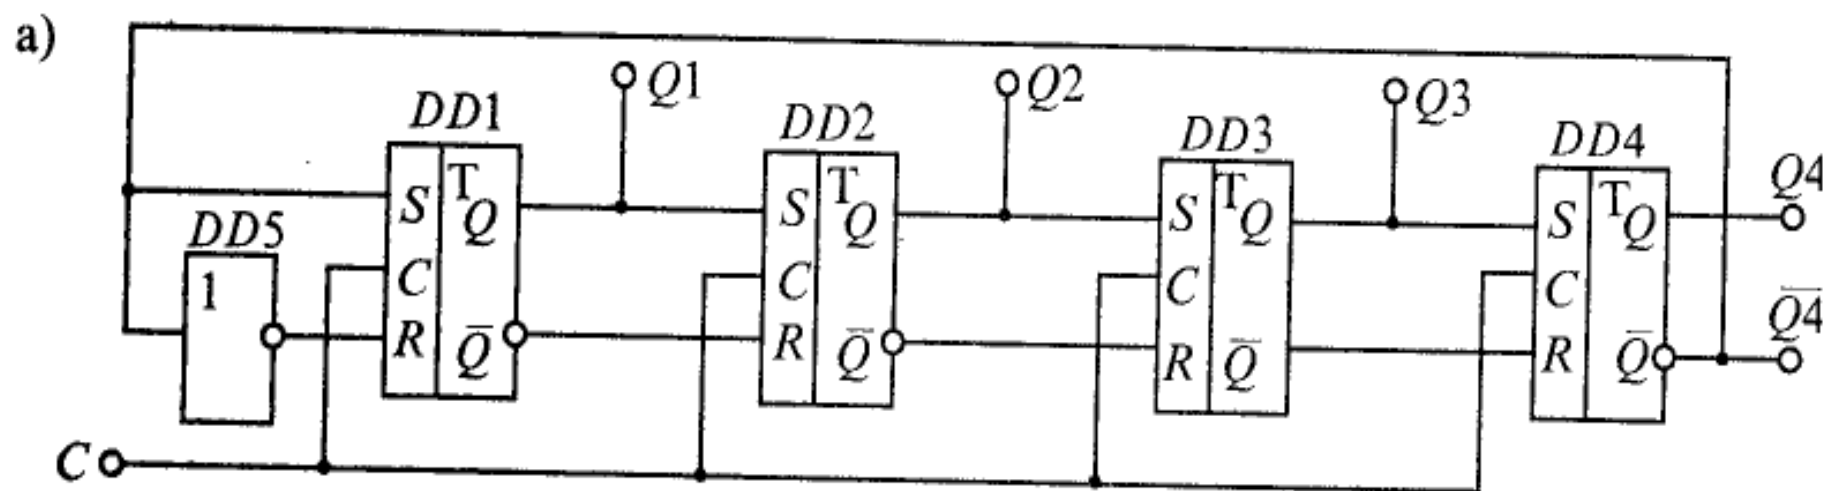 а)
Q1
Q2
Q3
DD1
DD2
DD3
DD4
Q4
S T Q
S T Q
S T Q
S T Q
DD5
1
C
C
C
C
Q̅4̅
R Q̅
R Q̅
R Q̅
R Q̅
C